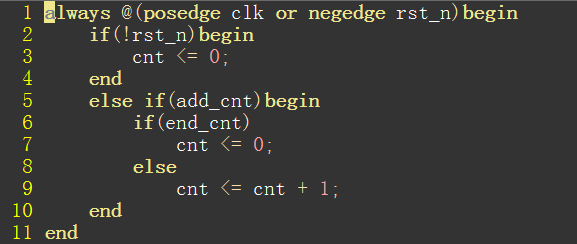 1 always @(posedge clk or negedge rst_n)begin
2     if(!rst_n)begin
3         cnt <= 0;
4     end
5     else if(add_cnt)begin
6         if(end_cnt)
7             cnt <= 0;
8         else
9             cnt <= cnt + 1;
10     end
11 end